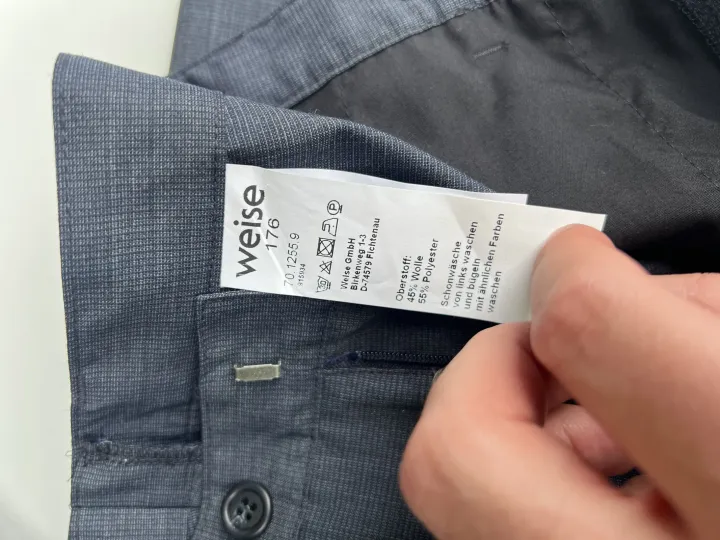 weise
176
70 1255.9
Weise GmbH
Birkenweg 1-3
D-74579 Fichtenau
Oberstoff:
45% Wolle
55% Polyester
Schonwäsche
von links waschen
und bügeln
mit ähnlichen Farben
waschen